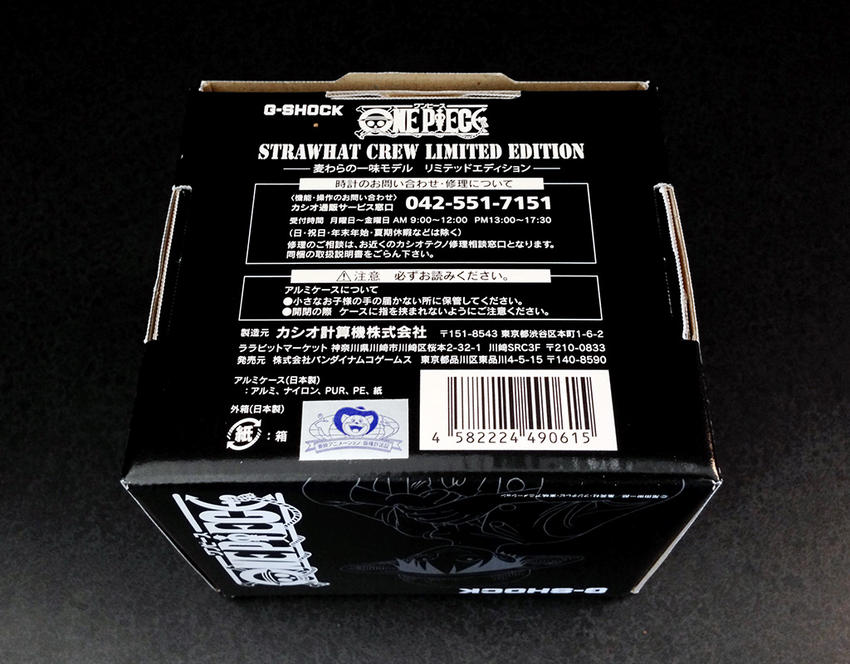 G-SHOCK ワンピース ONE PIECE
STRAWHAT CREW LIMITED EDITION
麦わらの一味モデル リミテッドエディション
時計のお問い合わせ・修理について
〈機能・操作のお問い合わせ〉
カシオ通販サービス窓口 042-551-7151
受付時間 月曜日~金曜日 AM 9:00~12:00 PM13:00~17:30
(日・祝日・年末年始・夏期休暇などは除く)
修理のご相談は、お近くのカシオテクノ修理相談窓口となります。
同梱の取扱説明書をごらん下さい。
⚠注意 必ずお読みください。
アルミケースについて
●小さなお子様の手の届かない所に保管してください。
●開閉の際 ケースに指を挟まれないようにご注意ください。
製造元 カシオ計算機株式会社 〒151-8543 東京都渋谷区本町1-6-2
ララビットマーケット 神奈川県川崎市川崎区桜本2-32-1 川崎SRC3F 〒210-0833
発売元 株式会社バンダイナムコゲームス 東京都品川区東品川4-5-15 〒140-8590
アルミケース(日本製)
:アルミ、ナイロン、PUR、PE、紙
外箱(日本製)
紙:箱
4 582224 490615
ONE PIECE
G-SHOCK